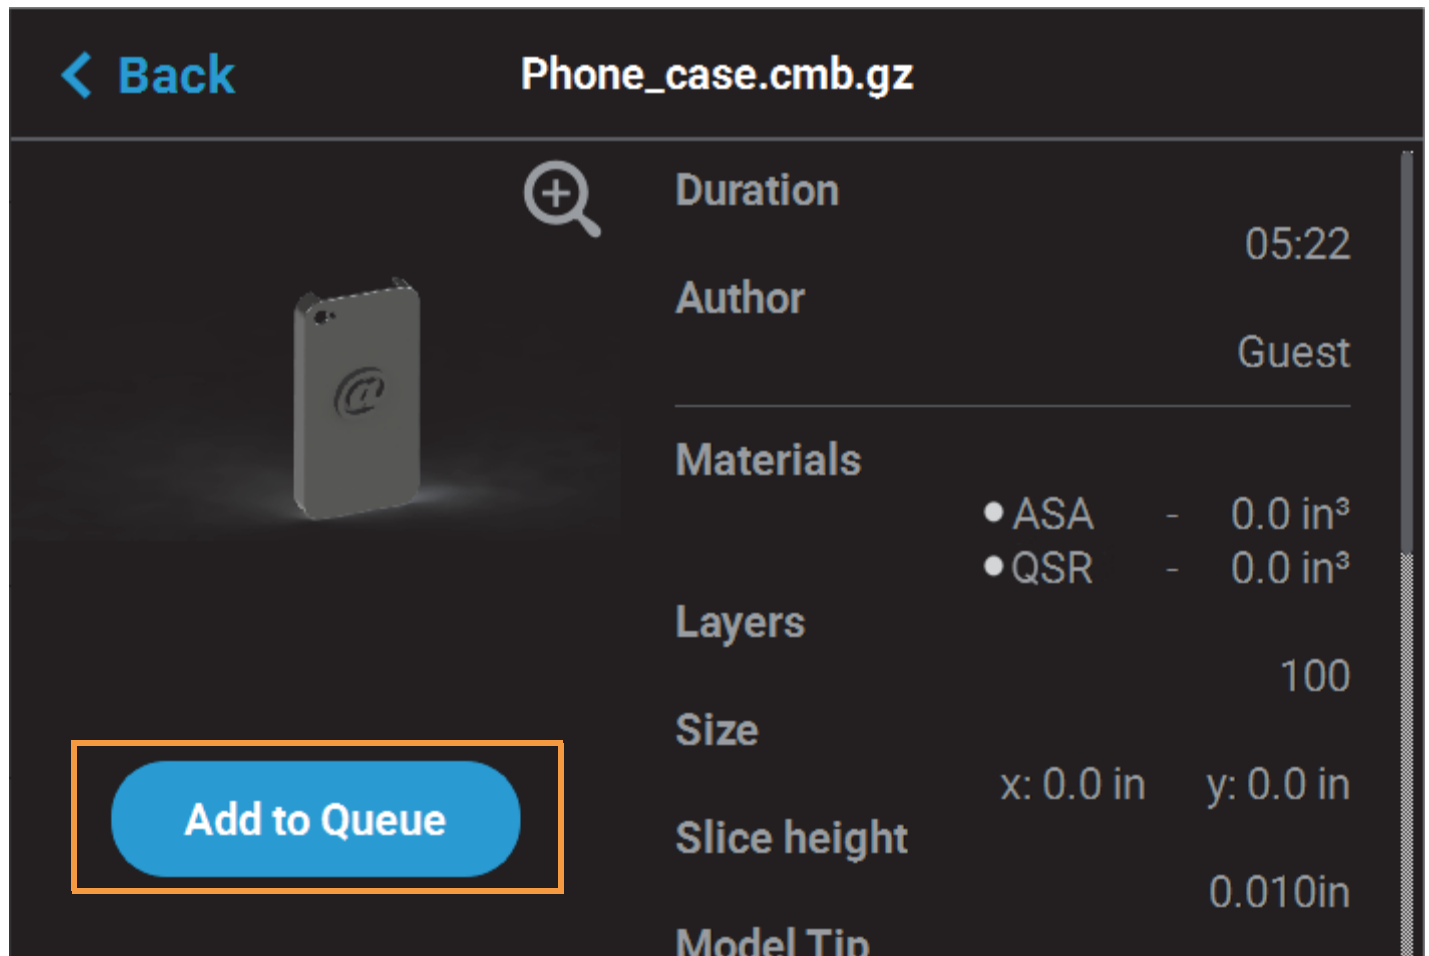 Back
Phone_case.cmb.gz
Duration
05:22
Author
Guest
Materials
ASA - 0.0 in³
QSR - 0.0 in³
Layers
100
Size
x: 0.0 in y: 0.0 in
Slice height
0.010in
Model Tip
@
Add to Queue